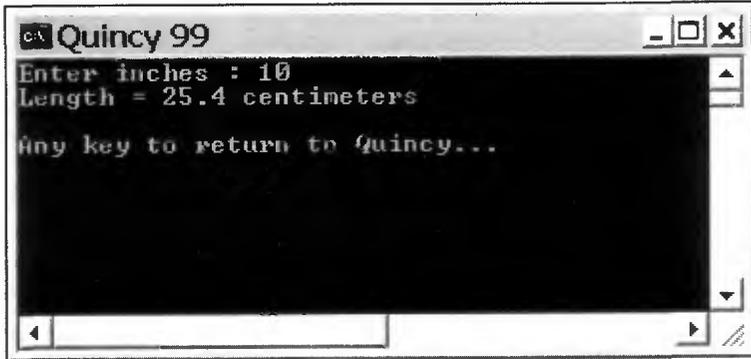 Quincy 99
Enter inches : 10
Length = 25.4 centimeters
Any key to return to Quincy...